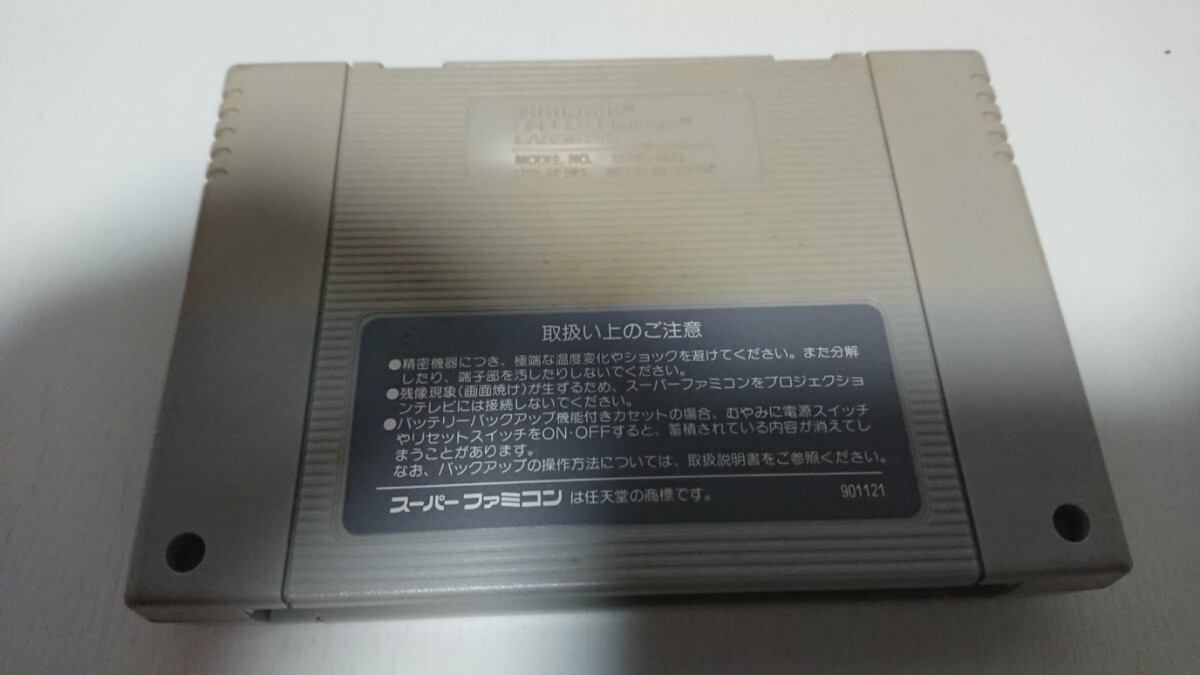 Nintendo
MODEL NO.
取扱い上のご注意
●精密機器につき、極端な温度変化やショックを避けてください。また分解
したり、端子部を汚したりしないでください。
●残像現象(画面焼け)が生ずるため、スーパーファミコンをプロジェクショ
ンテレビには接続しないでください。
●バッテリーバックアップ機能付きカセットの場合、むやみに電源スイッチ
やリセットスイッチをON・OFFすると、蓄積されている内容が消えてし
まうことがあります。
なお、バックアップの操作方法については、取扱説明書をご参照ください。
スーパーファミコン は任天堂の商標です。 901121